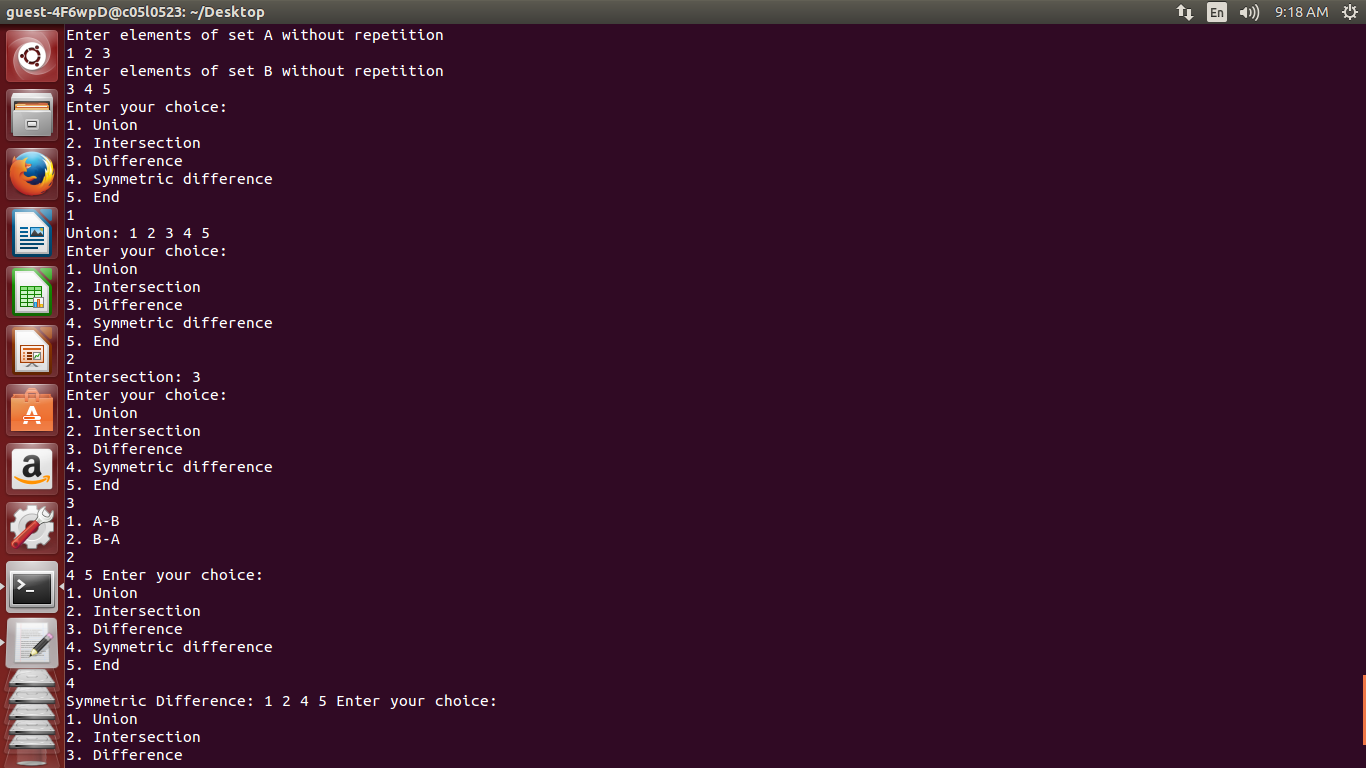 guest-4F6wpD@c05l0523: ~/Desktop
En
9:18 AM
Enter elements of set A without repetition
1 2 3
Enter elements of set B without repetition
3 4 5
Enter your choice:
1. Union
2. Intersection
3. Difference
4. Symmetric difference
5. End
1
Union: 1 2 3 4 5
Enter your choice:
1. Union
2. Intersection
3. Difference
4. Symmetric difference
5. End
2
Intersection: 3
Enter your choice:
1. Union
2. Intersection
3. Difference
4. Symmetric difference
5. End
3
1. A-B
2. B-A
2
4 5 Enter your choice:
1. Union
2. Intersection
3. Difference
4. Symmetric difference
5. End
4
Symmetric Difference: 1 2 4 5 Enter your choice:
1. Union
2. Intersection
3. Difference